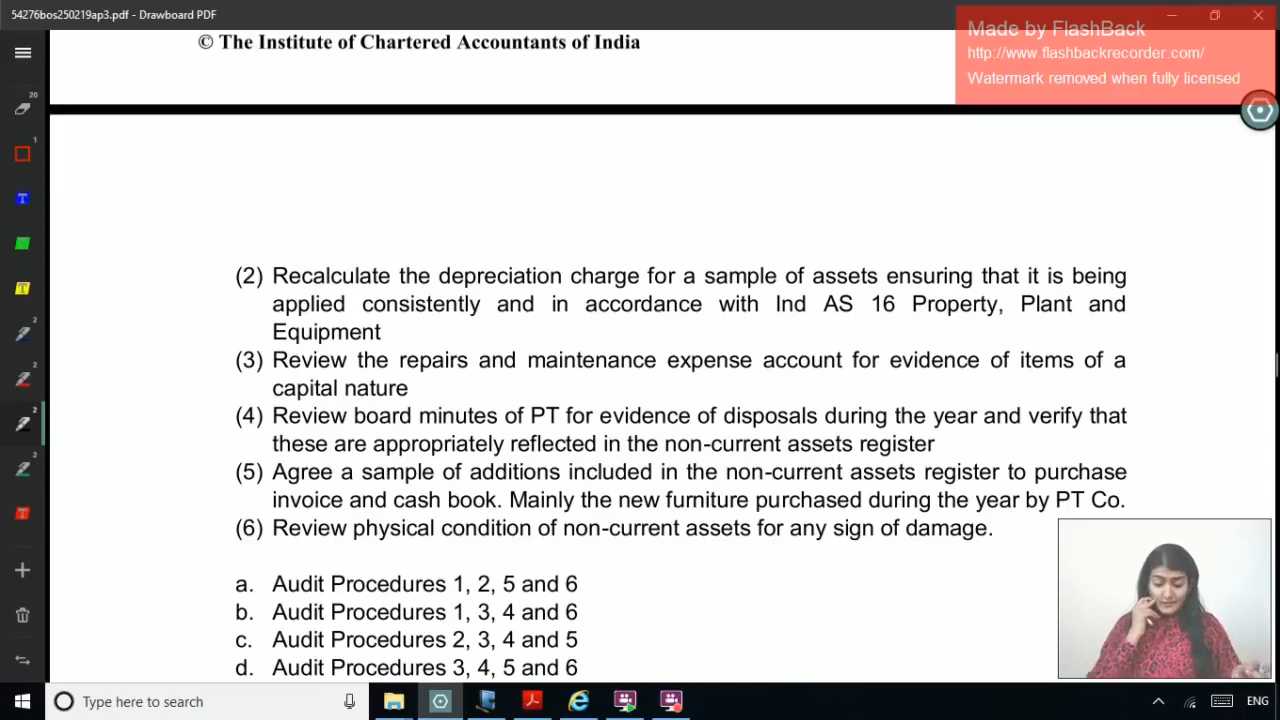 54276bos250219ap3.pdf - Drawboard PDF
Made by FlashBack
http://www.flashbackrecorder.com/
Watermark removed when fully licensed
© The Institute of Chartered Accountants of India
20
1
T
T
2
2
2
2
T
(2) Recalculate the depreciation charge for a sample of assets ensuring that it is being
applied consistently and in accordance with Ind AS 16 Property, Plant and
Equipment
(3) Review the repairs and maintenance expense account for evidence of items of a
capital nature
(4) Review board minutes of PT for evidence of disposals during the year and verify that
these are appropriately reflected in the non-current assets register
(5) Agree a sample of additions included in the non-current assets register to purchase
invoice and cash book. Mainly the new furniture purchased during the year by PT Co.
(6) Review physical condition of non-current assets for any sign of damage.
a. Audit Procedures 1, 2, 5 and 6
b. Audit Procedures 1, 3, 4 and 6
c. Audit Procedures 2, 3, 4 and 5
d. Audit Procedures 3, 4, 5 and 6
Type here to search
ENG